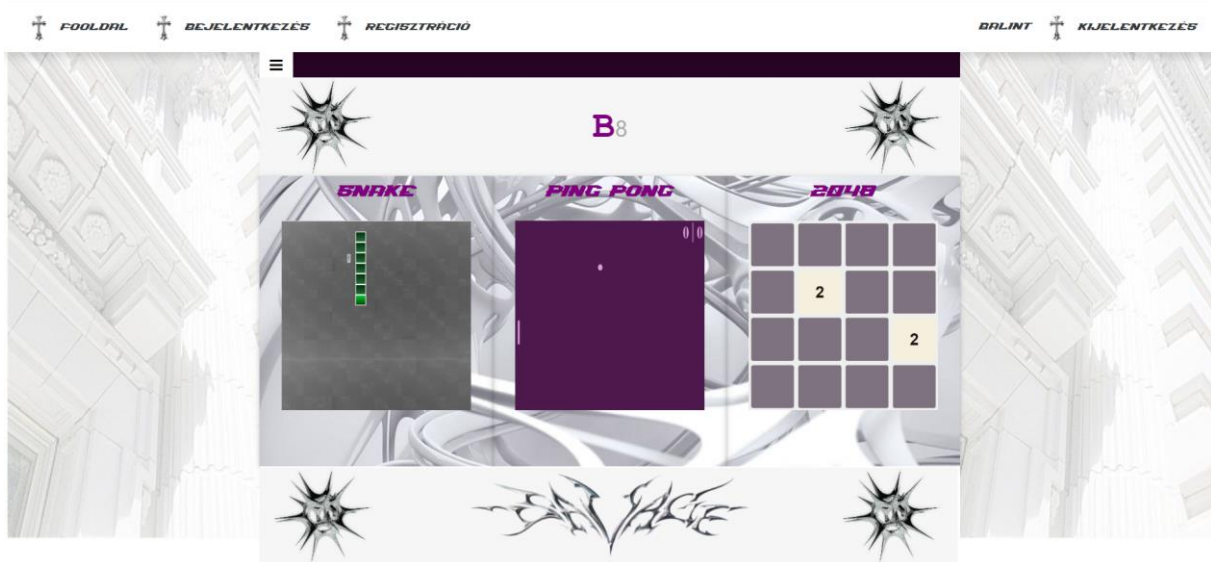 FOOLDAL BEJELENTKEZÉS REGISZTRÁCIÓ BALINT KIJELENTKEZÉS
B8
SNAKE PING PONG 2048
0|0
2
2